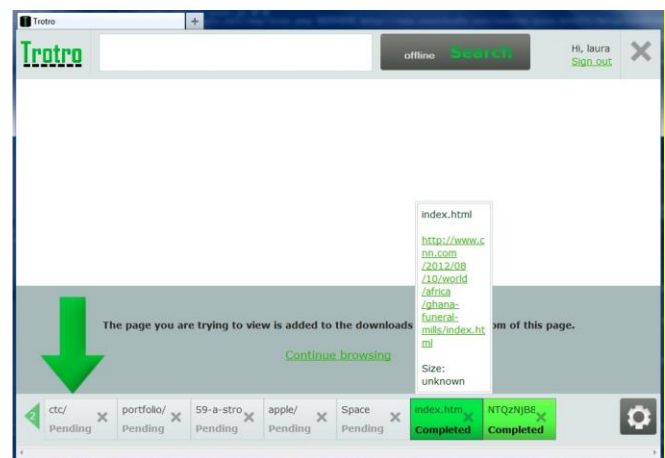 Trotro
+
Trotro
offline Search
Hi, laura
Sign out
index.html
http://www.c
nn.com
/2012/08
/10/world
/africa
/ghana-
funeral-
mills/index.ht
ml
Size:
unknown
The page you are trying to view is added to the downloads om of this page.
Continue browsing
2
ctc/ portfolio/ 59-a-stro apple/ Space index.htm NTQzNjB8
Pending Pending Pending Pending Pending Completed Completed